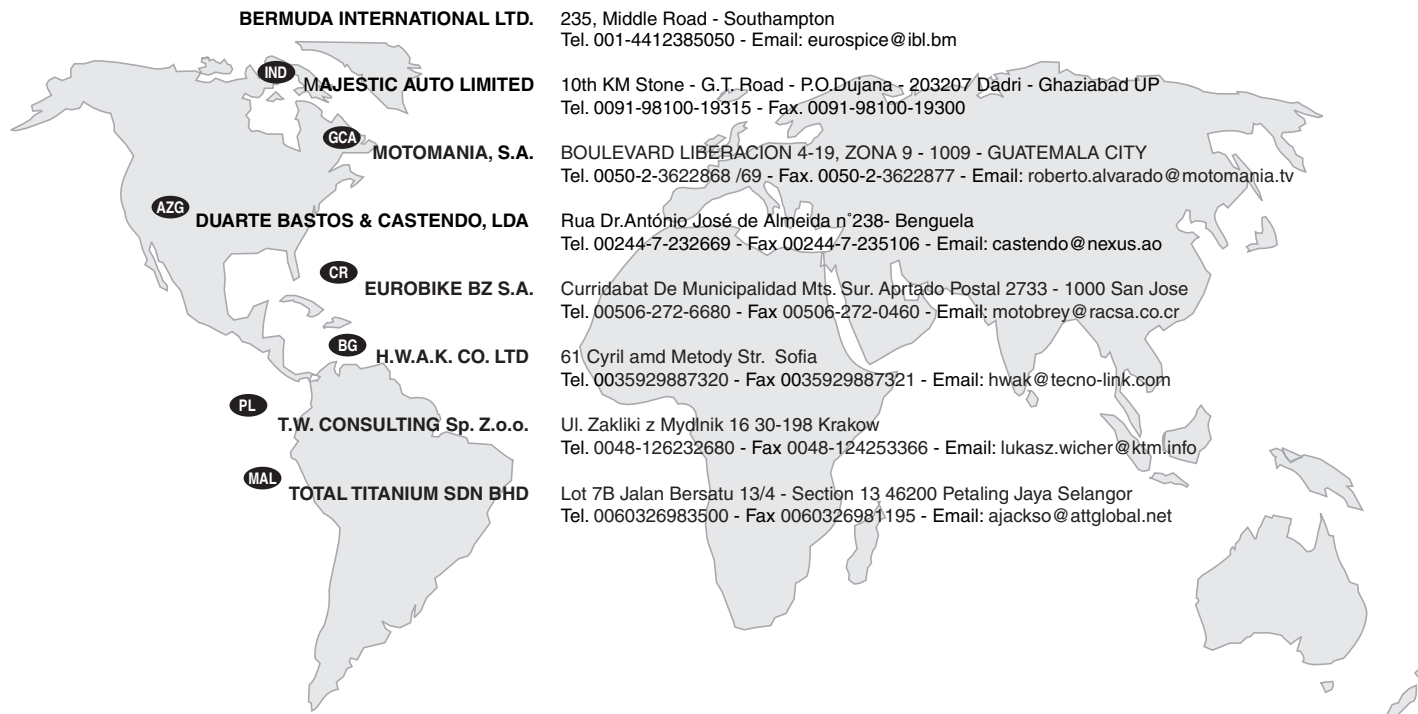 BERMUDA INTERNATIONAL LTD. 235, Middle Road - Southampton
Tel. 001-4412385050 - Email: eurospice@ibl.bm
IND MAJESTIC AUTO LIMITED 10th KM Stone - G.T. Road - P.O.Dujana - 203207 Dadri - Ghaziabad UP
Tel. 0091-98100-19315 - Fax. 0091-98100-19300
GCA MOTOMANIA, S.A. BOULEVARD LIBERACION 4-19, ZONA 9 - 1009 - GUATEMALA CITY
Tel. 0050-2-3622868 /69 - Fax. 0050-2-3622877 - Email: roberto.alvarado@motomania.tv
AZG DUARTE BASTOS & CASTENDO, LDA Rua Dr.António José de Almeida n˚238- Benguela
Tel. 00244-7-232669 - Fax 00244-7-235106 - Email: castendo@nexus.ao
CR EUROBIKE BZ S.A. Curridabat De Municipalidad Mts. Sur. Aprtado Postal 2733 - 1000 San Jose
Tel. 00506-272-6680 - Fax 00506-272-0460 - Email: motobrey@racsa.co.cr
BG H.W.A.K. CO. LTD 61 Cyril amd Metody Str. Sofia
Tel. 0035929887320 - Fax 0035929887321 - Email: hwak@tecno-link.com
PL T.W. CONSULTING Sp. Z.o.o. Ul. Zakliki z Mydlnik 16 30-198 Krakow
Tel. 0048-126232680 - Fax 0048-124253366 - Email: lukasz.wicher@ktm.info
MAL TOTAL TITANIUM SDN BHD Lot 7B Jalan Bersatu 13/4 - Section 13 46200 Petaling Jaya Selangor
Tel. 0060326983500 - Fax 0060326981195 - Email: ajackso@attglobal.net